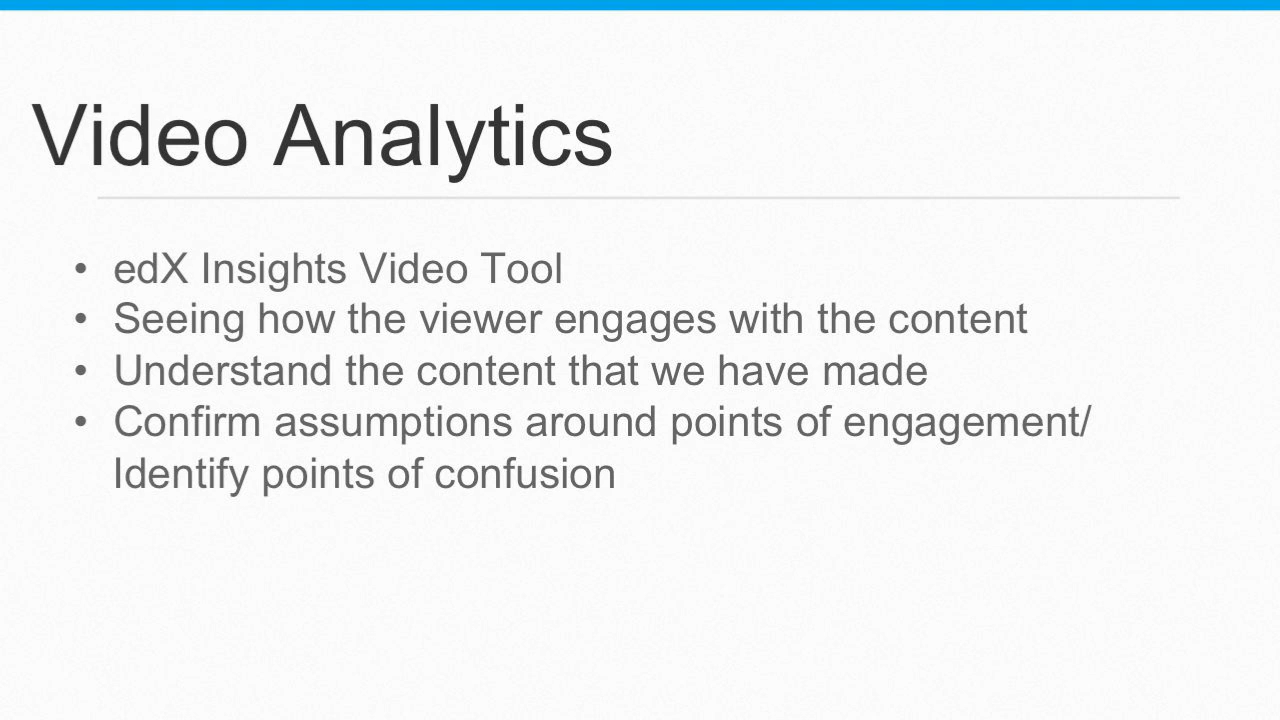 Video Analytics
• edX Insights Video Tool
• Seeing how the viewer engages with the content
• Understand the content that we have made
• Confirm assumptions around points of engagement/
Identify points of confusion